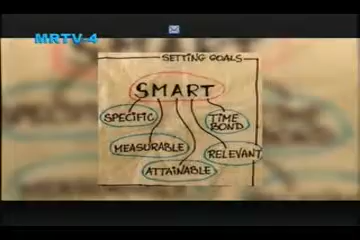 MRTV-4
SETTING GOALS
SMART
SPECIFIC
TIME
BOND
MEASURABLE
RELEVANT
ATTAINABLE